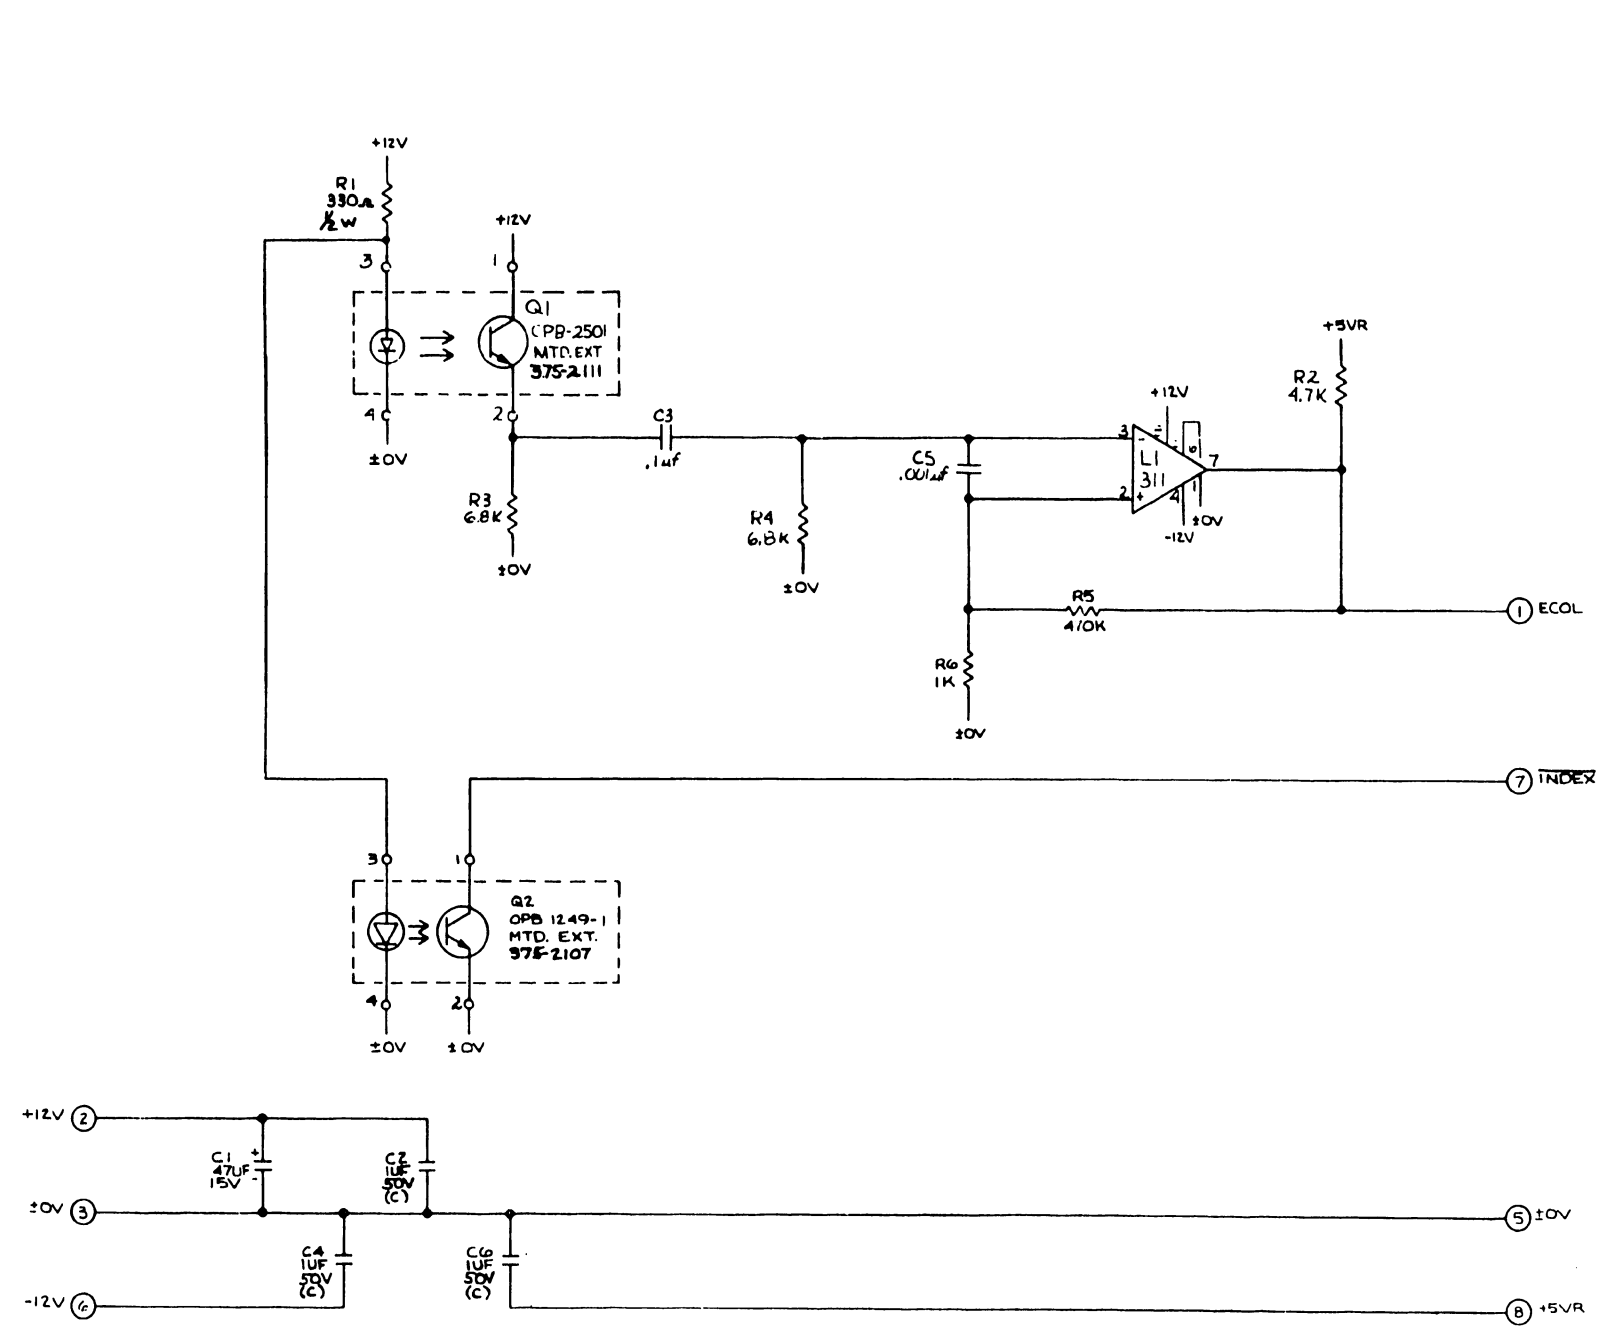 +12V
R1
330Ω
1/2 W
+12V
3
1
Q1
OPB-2501
MTD. EXT
375-2111
4
2
±0V
C3
.1µf
R3
6.8K
±0V
R4
6.8K
±0V
C5
.001µf
+12V
3
-
L1
311
2
+
6
7
4
1
±0V
-12V
+5VR
R2
4.7K
R5
1 ECOL
R6
1K
±0V
7 INDEX
3
1
Q2
OPB 1249-1
MTD. EXT.
375-2107
4
2
±0V
±0V
+12V 2
C1
+
47UF
15V -
C2
1UF
50V
(C)
±0V 3
5 ±0V
C4
1UF
50V
(C)
C6
1UF
50V
(C)
-12V 6
8 +5VR